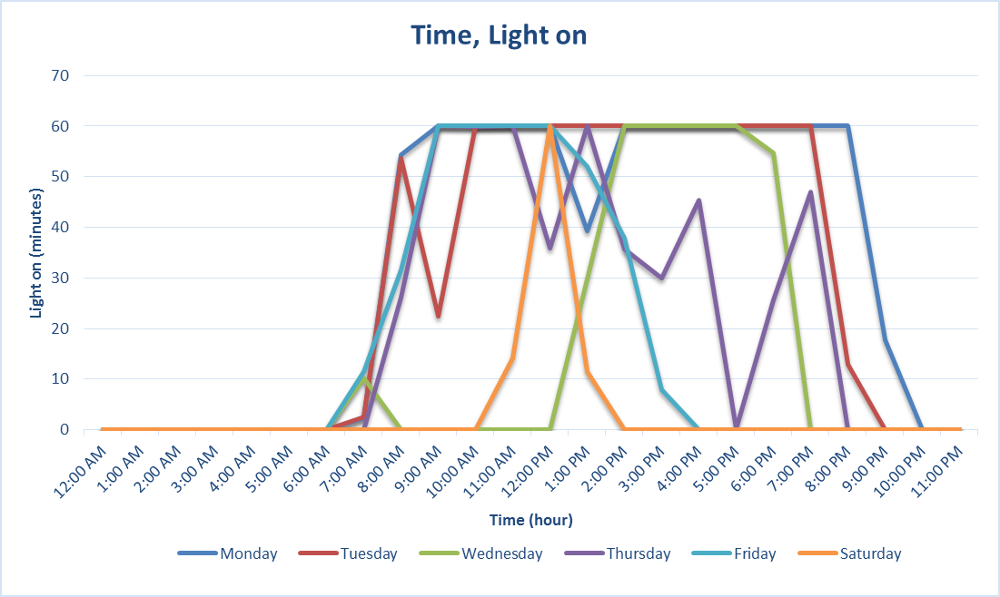 Time, Light on
70
60
50
40
30
20
10
0
Light on (minutes)
12:00 AM
1:00 AM
2:00 AM
3:00 AM
4:00 AM
5:00 AM
6:00 AM
7:00 AM
8:00 AM
9:00 AM
10:00 AM
11:00 AM
12:00 PM
1:00 PM
2:00 PM
3:00 PM
4:00 PM
5:00 PM
6:00 PM
7:00 PM
8:00 PM
9:00 PM
10:00 PM
11:00 PM
Time (hour)
Monday Tuesday Wednesday Thursday Friday Saturday